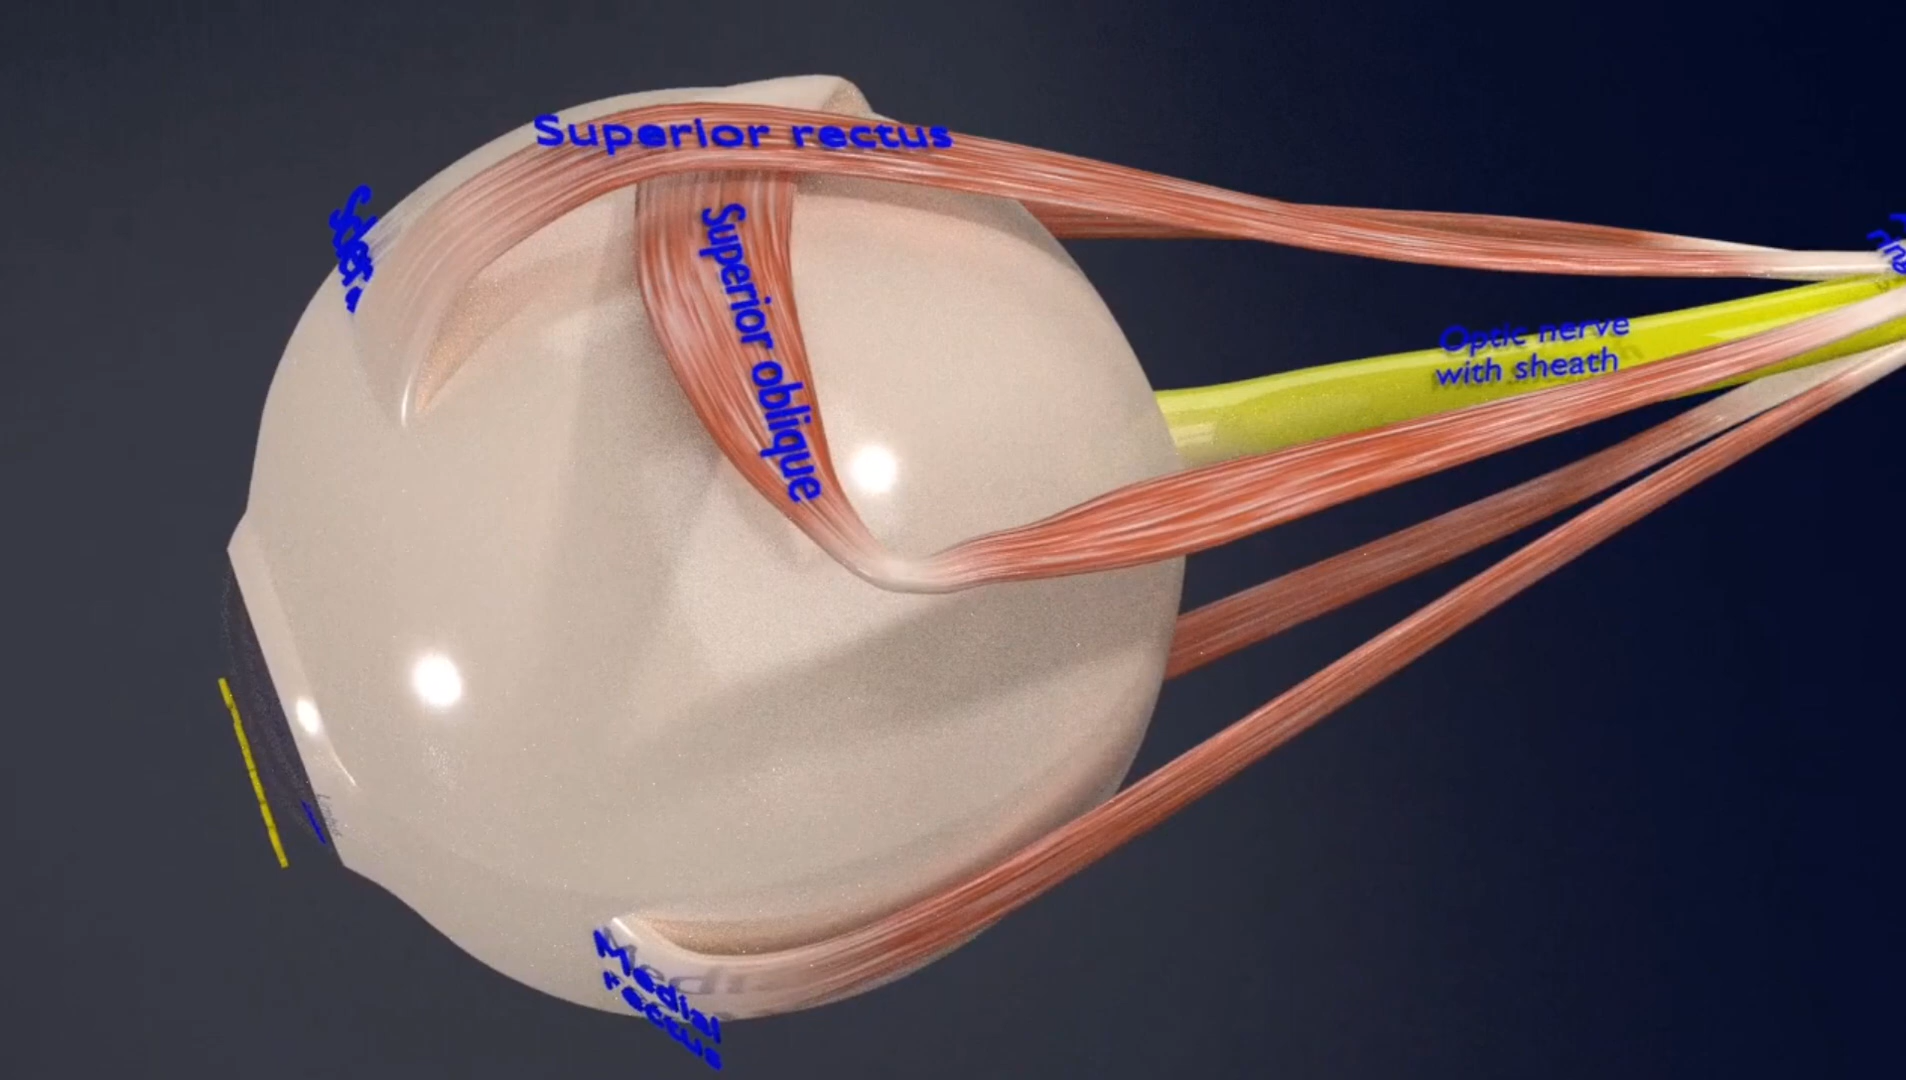 Superior rectus
Superior oblique
Optic nerve
with sheath
Medial
rectus